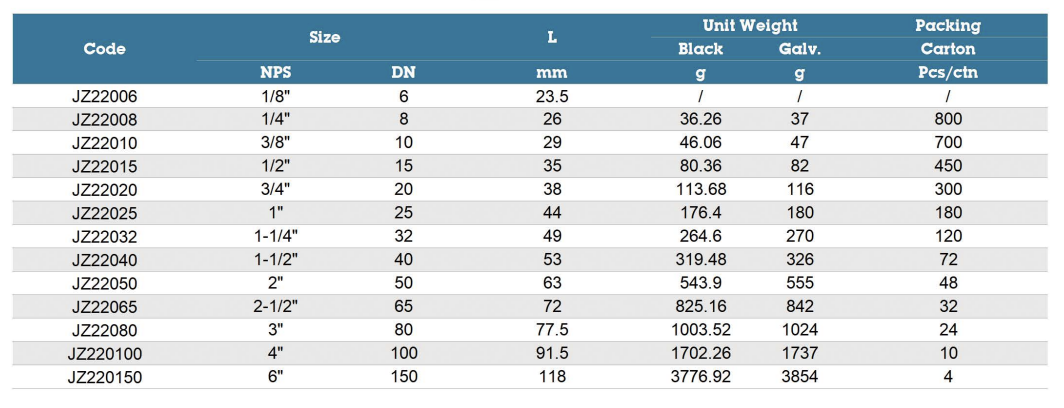 Code Size L Unit Weight Packing
Black Galv. Carton
NPS DN mm g g Pcs/ctn
JZ22006 1/8" 6 23.5 / / /
JZ22008 1/4" 8 26 36.26 37 800
JZ22010 3/8" 10 29 46.06 47 700
JZ22015 1/2" 15 35 80.36 82 450
JZ22020 3/4" 20 38 113.68 116 300
JZ22025 1" 25 44 176.4 180 180
JZ22032 1-1/4" 32 49 264.6 270 120
JZ22040 1-1/2" 40 53 319.48 326 72
JZ22050 2" 50 63 543.9 555 48
JZ22065 2-1/2" 65 72 825.16 842 32
JZ22080 3" 80 77.5 1003.52 1024 24
JZ220100 4" 100 91.5 1702.26 1737 10
JZ220150 6" 150 118 3776.92 3854 4